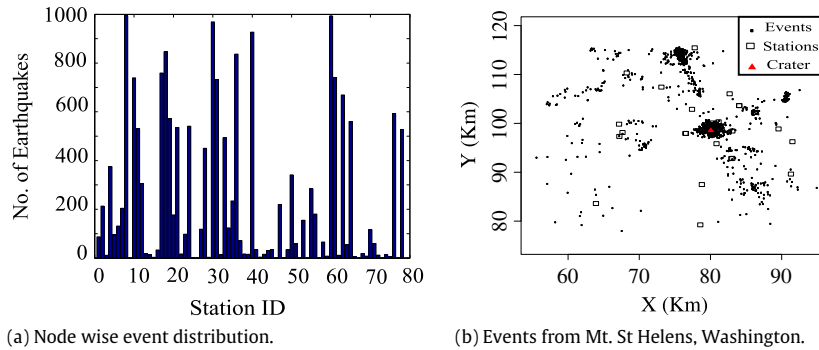 1000
800
600
400
200
0
No. of Earthquakes
0 10 20 30 40 50 60 70 80
Station ID
(a) Node wise event distribution.
120
110
100
90
80
Y (Km)
Events
Stations
Crater
60 70 80 90
X (Km)
(b) Events from Mt. St Helens, Washington.